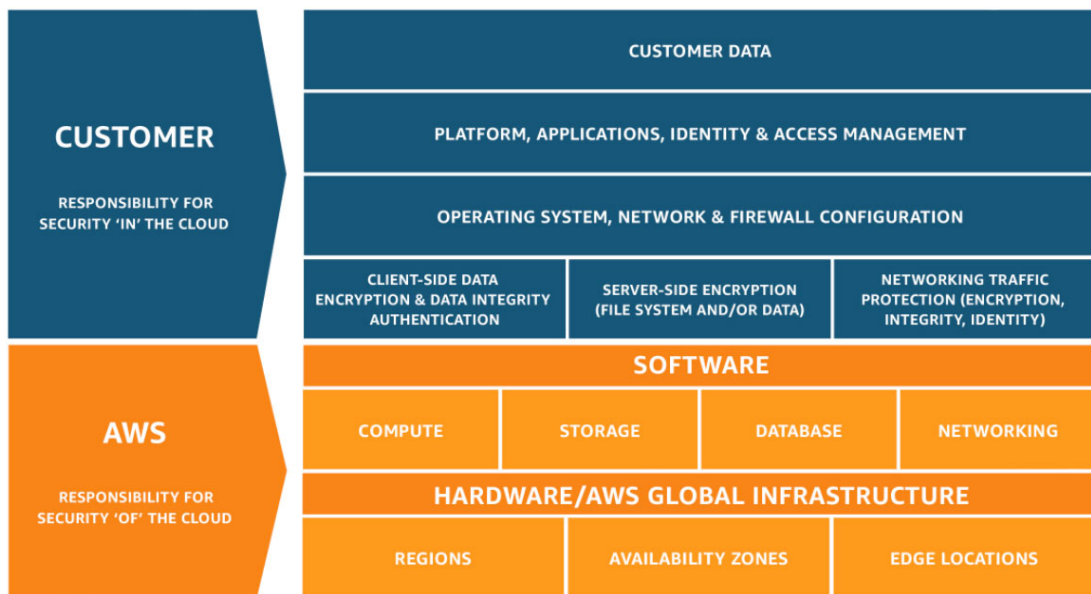 CUSTOMER
RESPONSIBILITY FOR
SECURITY ‘IN’ THE CLOUD
CUSTOMER DATA
PLATFORM, APPLICATIONS, IDENTITY & ACCESS MANAGEMENT
OPERATING SYSTEM, NETWORK & FIREWALL CONFIGURATION
CLIENT-SIDE DATA
ENCRYPTION & DATA INTEGRITY
AUTHENTICATION
SERVER-SIDE ENCRYPTION
(FILE SYSTEM AND/OR DATA)
NETWORKING TRAFFIC
PROTECTION (ENCRYPTION,
INTEGRITY, IDENTITY)
AWS
RESPONSIBILITY FOR
SECURITY ‘OF’ THE CLOUD
SOFTWARE
COMPUTE
STORAGE
DATABASE
NETWORKING
HARDWARE/AWS GLOBAL INFRASTRUCTURE
REGIONS
AVAILABILITY ZONES
EDGE LOCATIONS